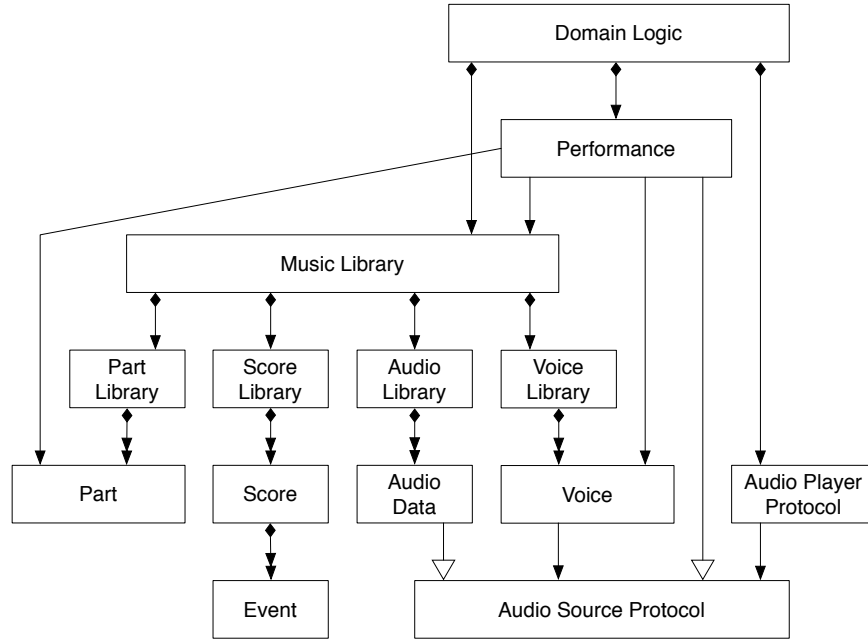 Domain Logic
Performance
Music Library
Part
Library
Score
Library
Audio
Library
Voice
Library
Part
Score
Audio
Data
Voice
Audio Player
Protocol
Event
Audio Source Protocol